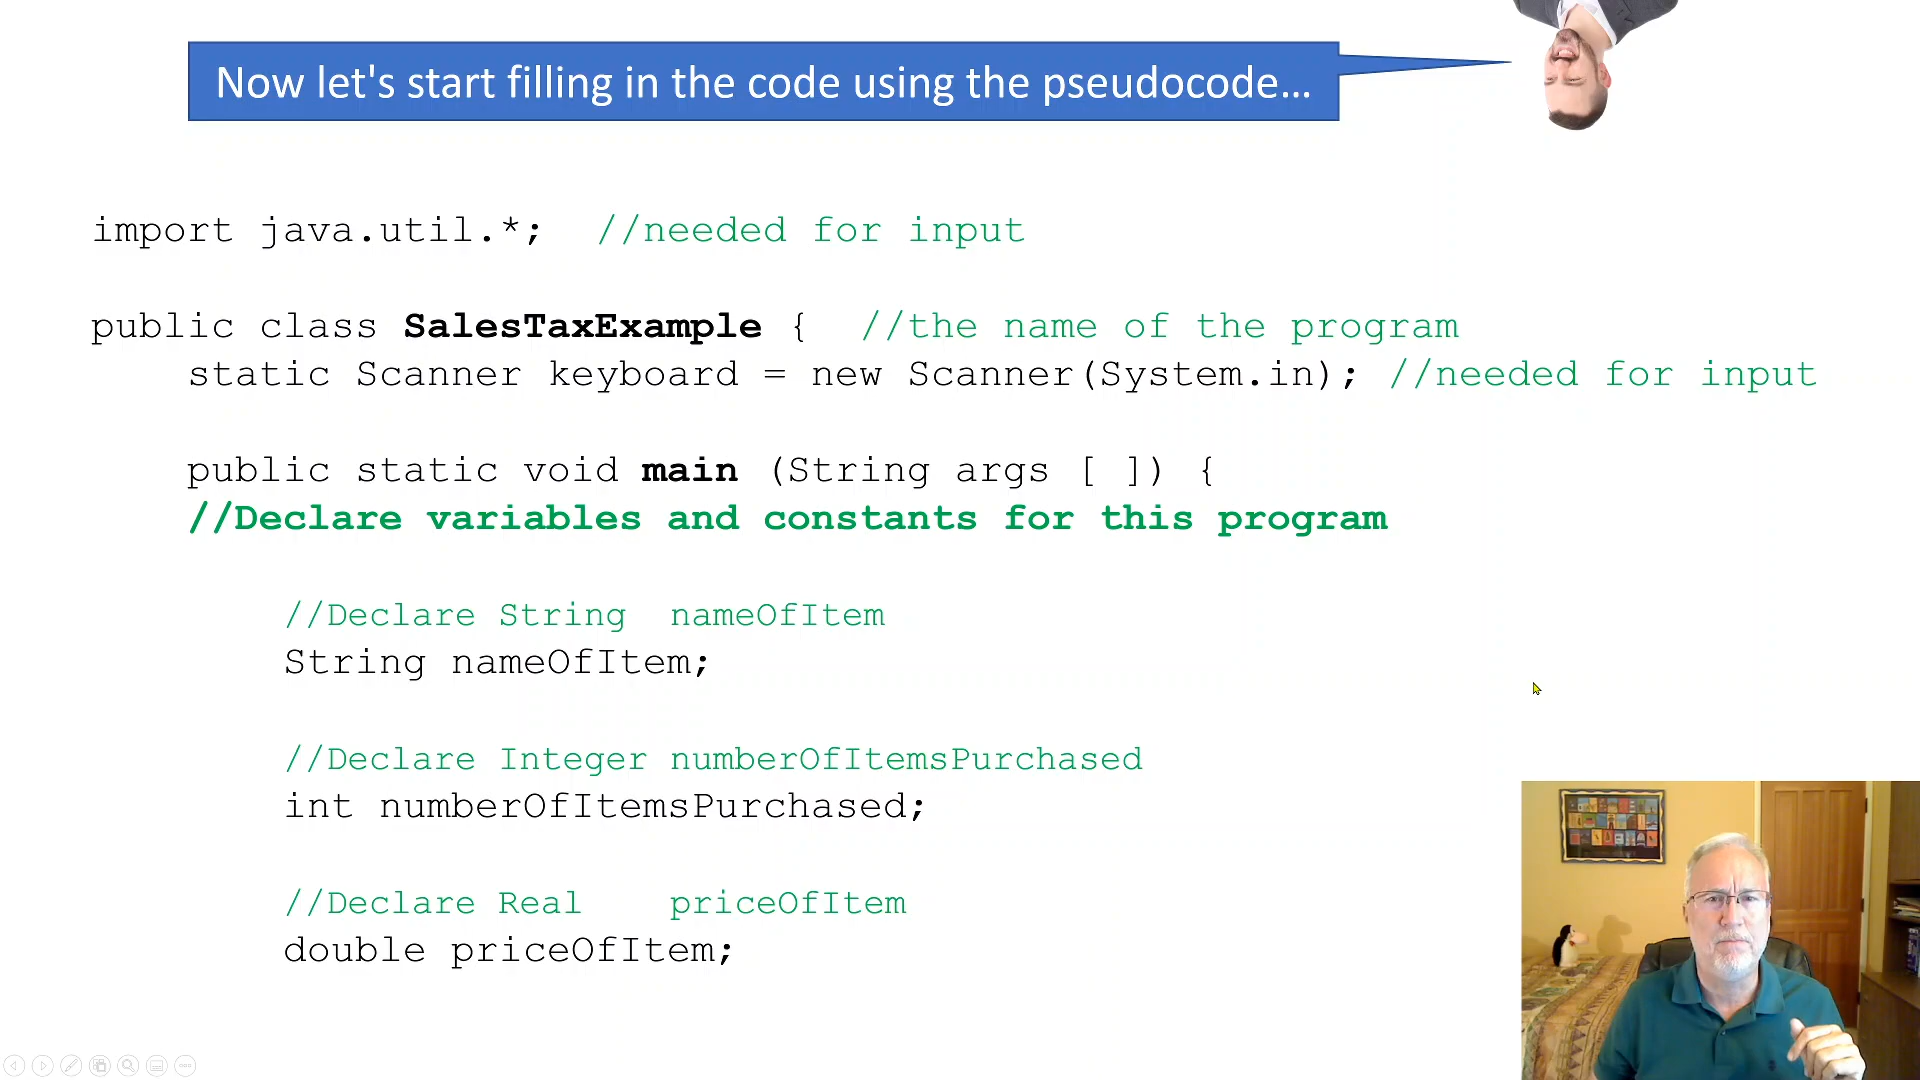 Now let's start filling in the code using the pseudocode...
import java.util.*;  //needed for input
public class SalesTaxExample {  //the name of the program
static Scanner keyboard = new Scanner(System.in); //needed for input
public static void main (String args [ ]) {
//Declare variables and constants for this program
//Declare String  nameOfItem
String nameOfItem;
//Declare Integer numberOfItemsPurchased
int numberOfItemsPurchased;
//Declare Real    priceOfItem
double priceOfItem;